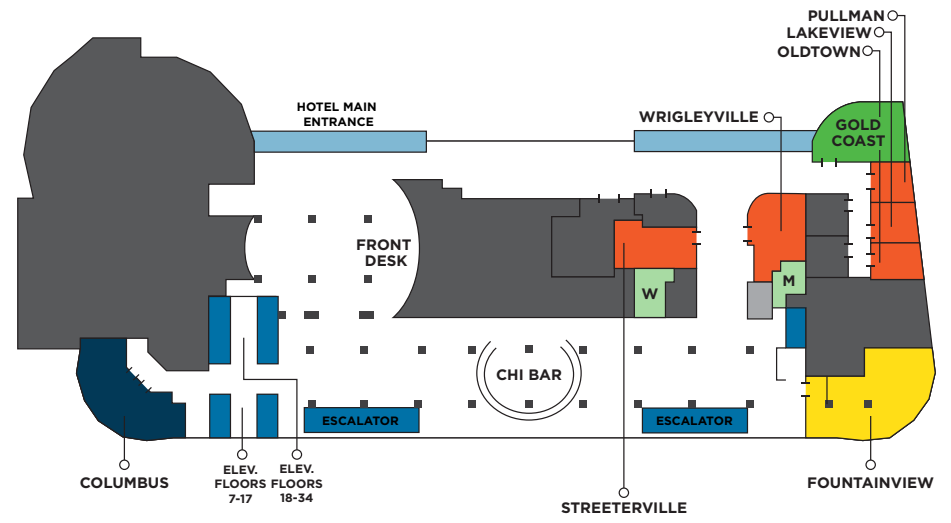 PULLMAN
LAKEVIEW
OLDTOWN
HOTEL MAIN
ENTRANCE
WRIGLEYVILLE
GOLD
COAST
FRONT
DESK
W
M
CHI BAR
ESCALATOR
ESCALATOR
COLUMBUS
ELEV.
FLOORS
7-17
ELEV.
FLOORS
18-34
STREETERVILLE
FOUNTAINVIEW